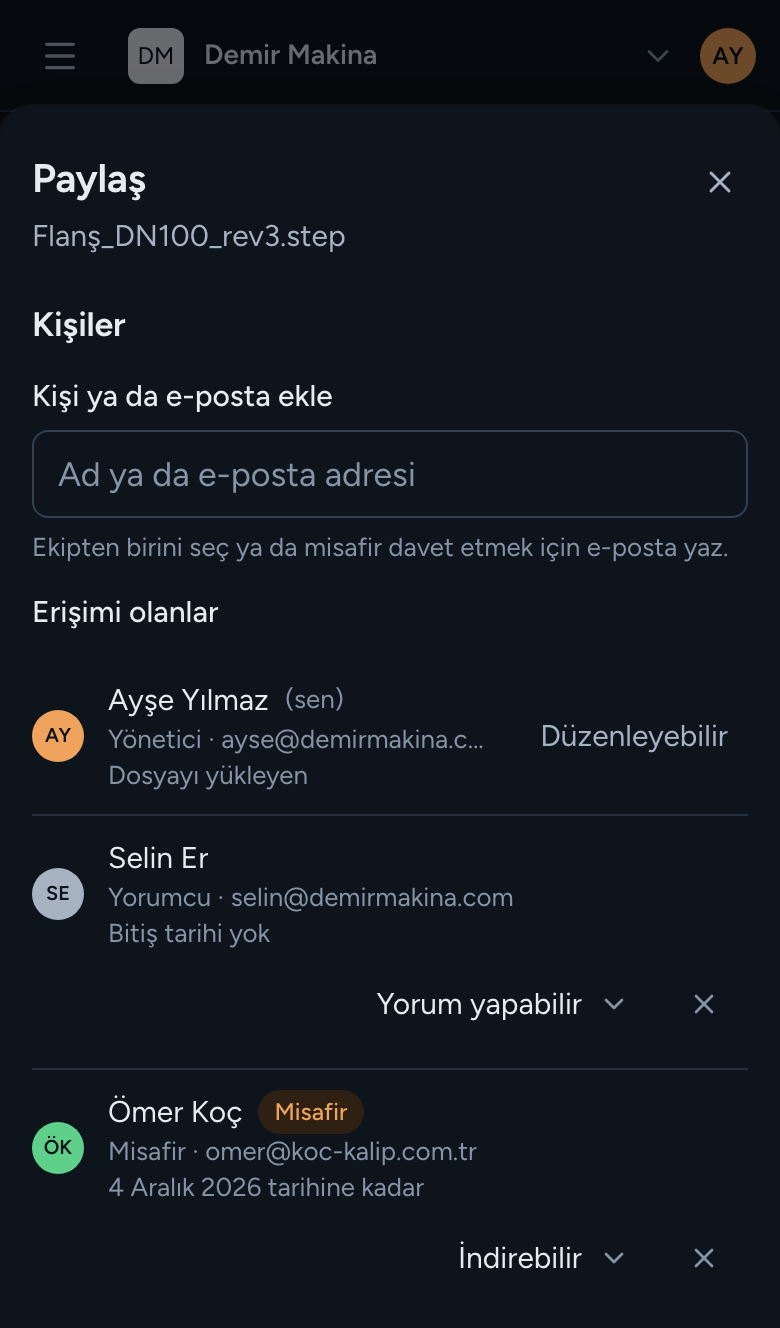 DM Demir Makina AY
Paylaş
Flanş_DN100_rev3.step
Kişiler
Kişi ya da e-posta ekle
Ad ya da e-posta adresi
Ekipten birini seç ya da misafir davet etmek için e-posta yaz.
Erişimi olanlar
AY
Ayşe Yılmaz (sen)
Yönetici · ayse@demirmakina.c...
Dosyayı yükleyen
Düzenleyebilir
SE
Selin Er
Yorumcu · selin@demirmakina.com
Bitiş tarihi yok
Yorum yapabilir
ÖK
Ömer Koç Misafir
Misafir · omer@koc-kalip.com.tr
4 Aralık 2026 tarihine kadar
İndirebilir